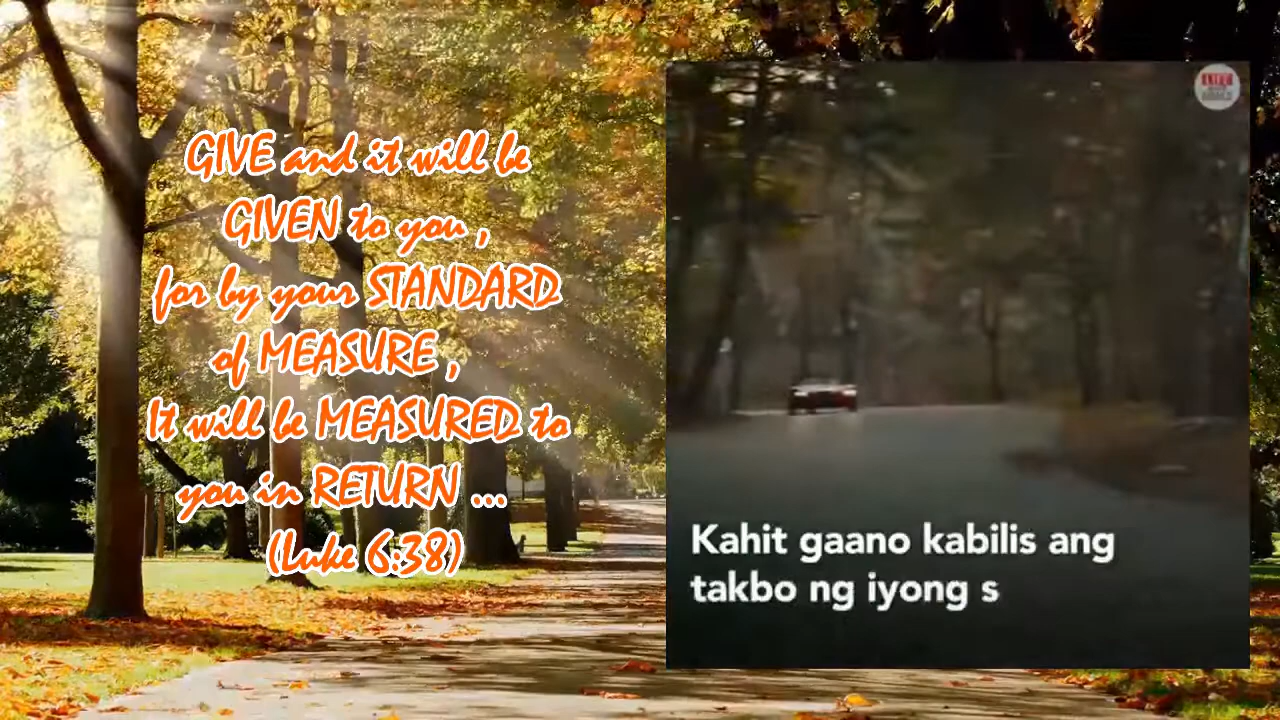 GIVE and it will be
GIVEN to you ,
for by your STANDARD
of MEASURE ,
It will be MEASURED to
you in RETURN ...
(Luke 6:38)
Kahit gaano kabilis ang
takbo ng iyong s